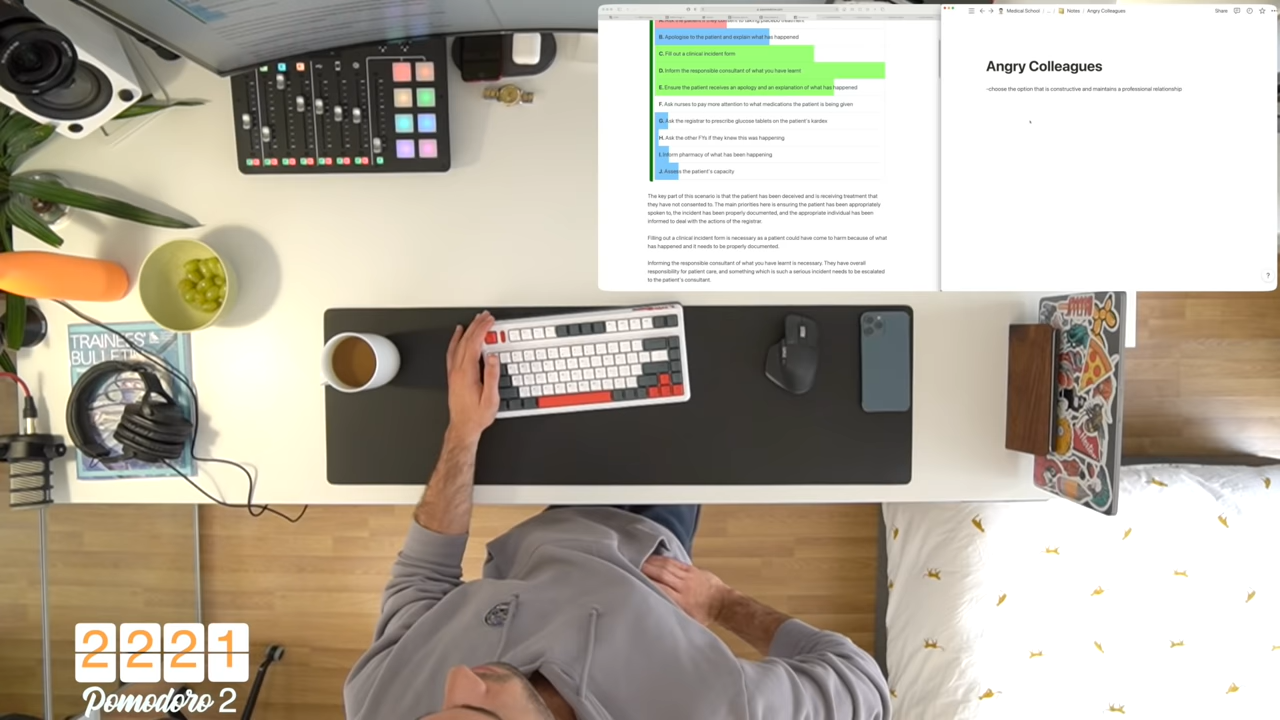 B. Apologise to the patient and explain what has happened
C. Fill out a clinical incident form
D. Inform the responsible consultant of what you have learnt
E. Ensure the patient receives an apology and an explanation of what has happened
F. Ask nurses to pay more attention to what medications the patient is being given
G. Ask the registrar to prescribe glucose tablets on the patient's kardex
H. Ask the other FYs if they knew this was happening
I. Inform pharmacy of what has been happening
J. Assess the patient's capacity
The key part of this scenario is that the patient has been deceived and is receiving treatment that
they have not consented to. The main priorities here is ensuring the patient has been appropriately
spoken to, the incident has been properly documented, and the appropriate individual has been
informed to deal with the actions of the registrar.
Filling out a clinical incident form is necessary as a patient could have come to harm because of what
has happened and it needs to be properly documented.
Informing the responsible consultant of what you have learnt is necessary. They have overall
responsibility for patient care, and something which is such a serious incident needs to be escalated
to the patient's consultant.
Medical School / ... / Notes / Angry Colleagues
Share
Angry Colleagues
-choose the option that is constructive and maintains a professional relationship
?
TRAINEES'
BULLETIN
2221
Pomodoro 2